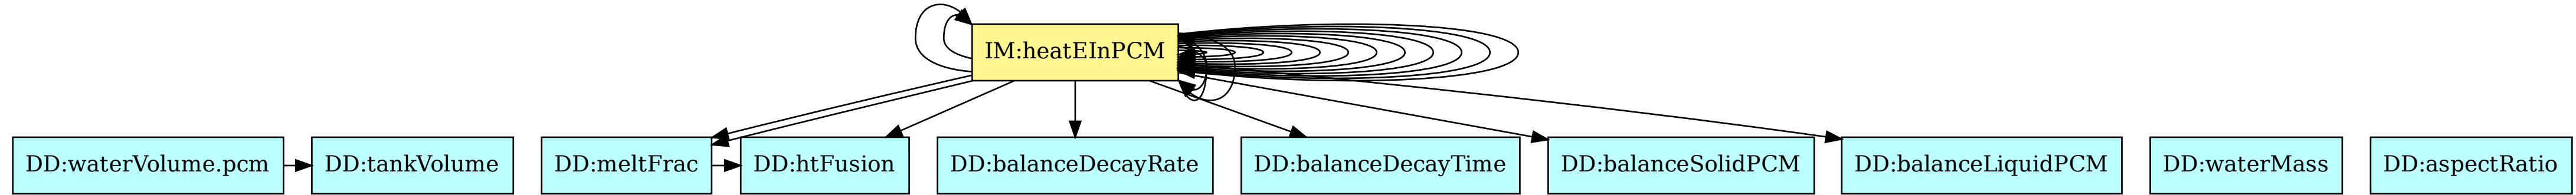 IM:heatEInPCM
DD:waterVolume.pcm
DD:tankVolume
DD:meltFrac
DD:htFusion
DD:balanceDecayRate
DD:balanceDecayTime
DD:balanceSolidPCM
DD:balanceLiquidPCM
DD:waterMass
DD:aspectRatio